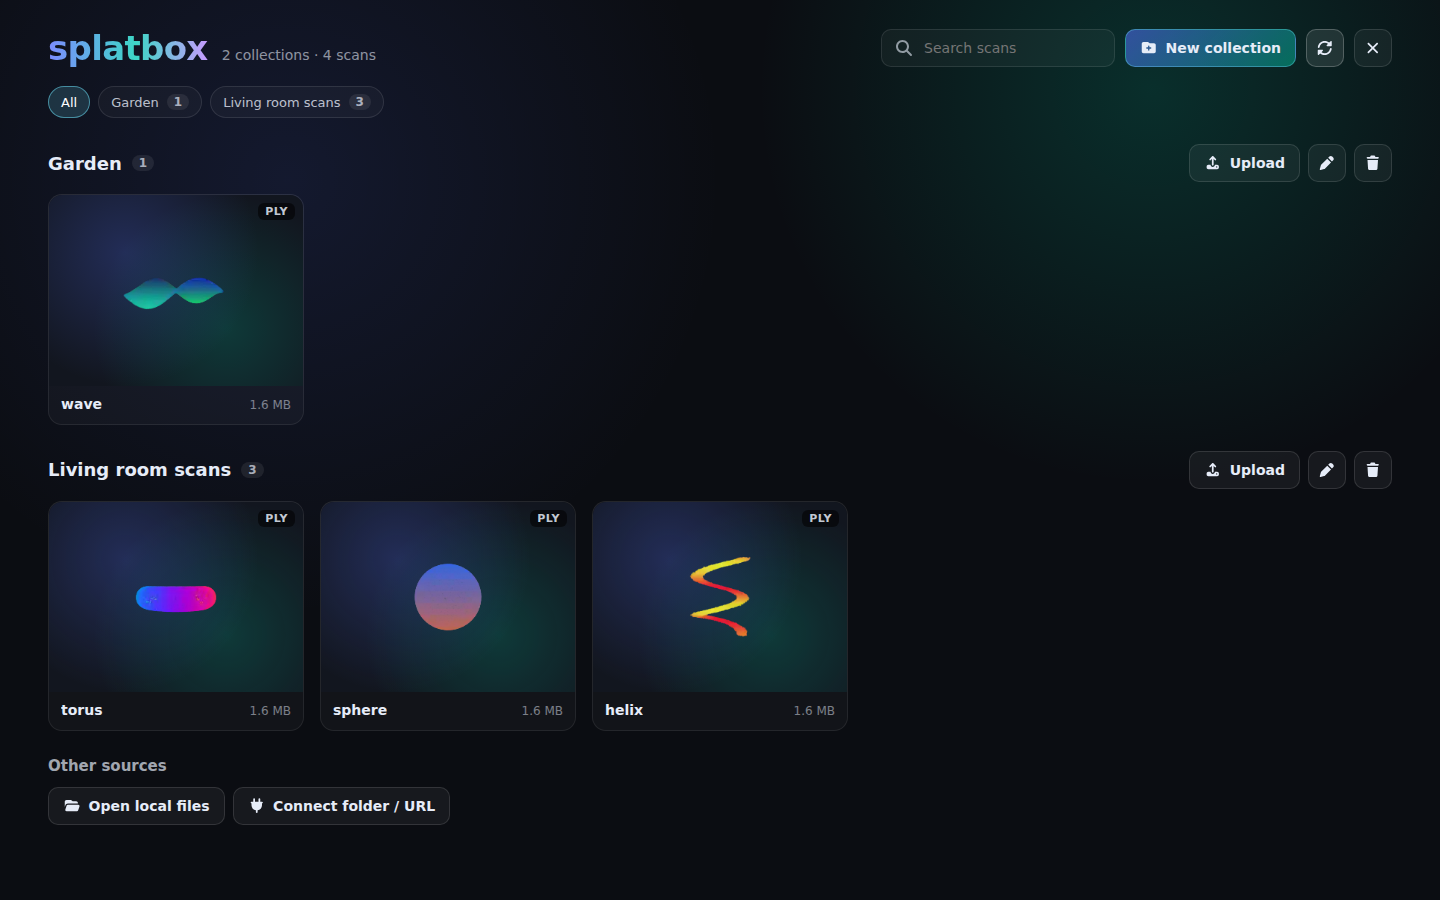 splatbox 2 collections · 4 scans
Search scans
New collection
All
Garden 1
Living room scans 3
Garden 1
Upload
PLY
wave 1.6 MB
Living room scans 3
Upload
PLY
torus 1.6 MB
PLY
sphere 1.6 MB
PLY
helix 1.6 MB
Other sources
Open local files
Connect folder / URL